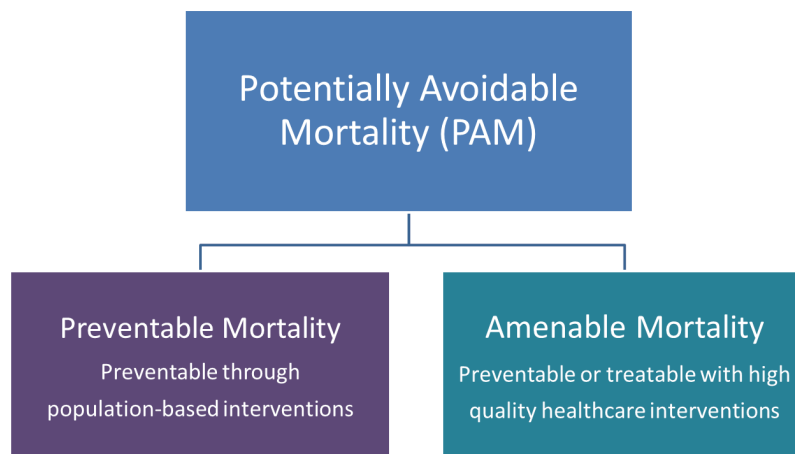 Potentially Avoidable
Mortality (PAM)
Preventable Mortality
Preventable through
population-based interventions
Amenable Mortality
Preventable or treatable with high
quality healthcare interventions